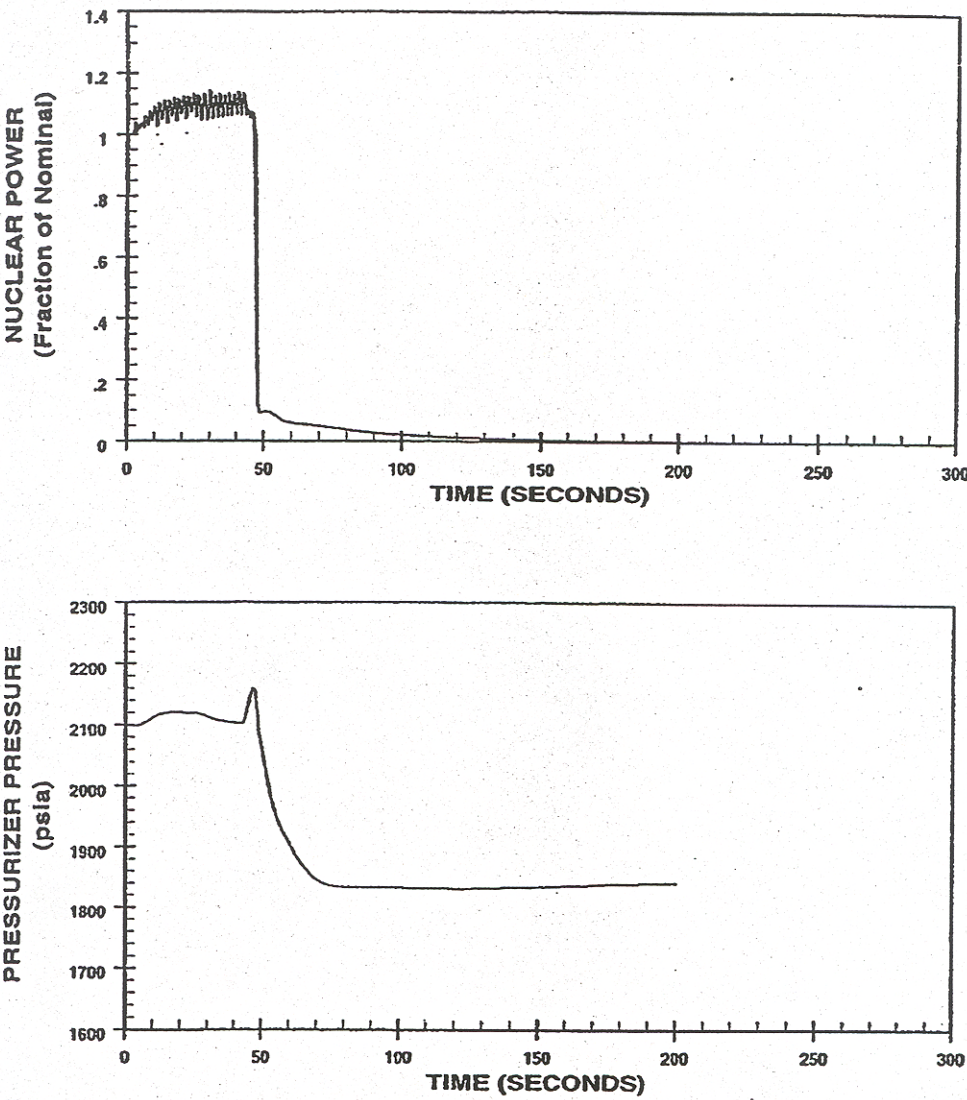 NUCLEAR POWER
(Fraction of Nominal)
1.4
1.2
1
.8
.6
.4
.2
0
0 50 100 150 200 250 300
TIME (SECONDS)
PRESSURIZER PRESSURE
(psia)
2300
2200
2100
2000
1900
1800
1700
1600
0 50 100 150 200 250 300
TIME (SECONDS)